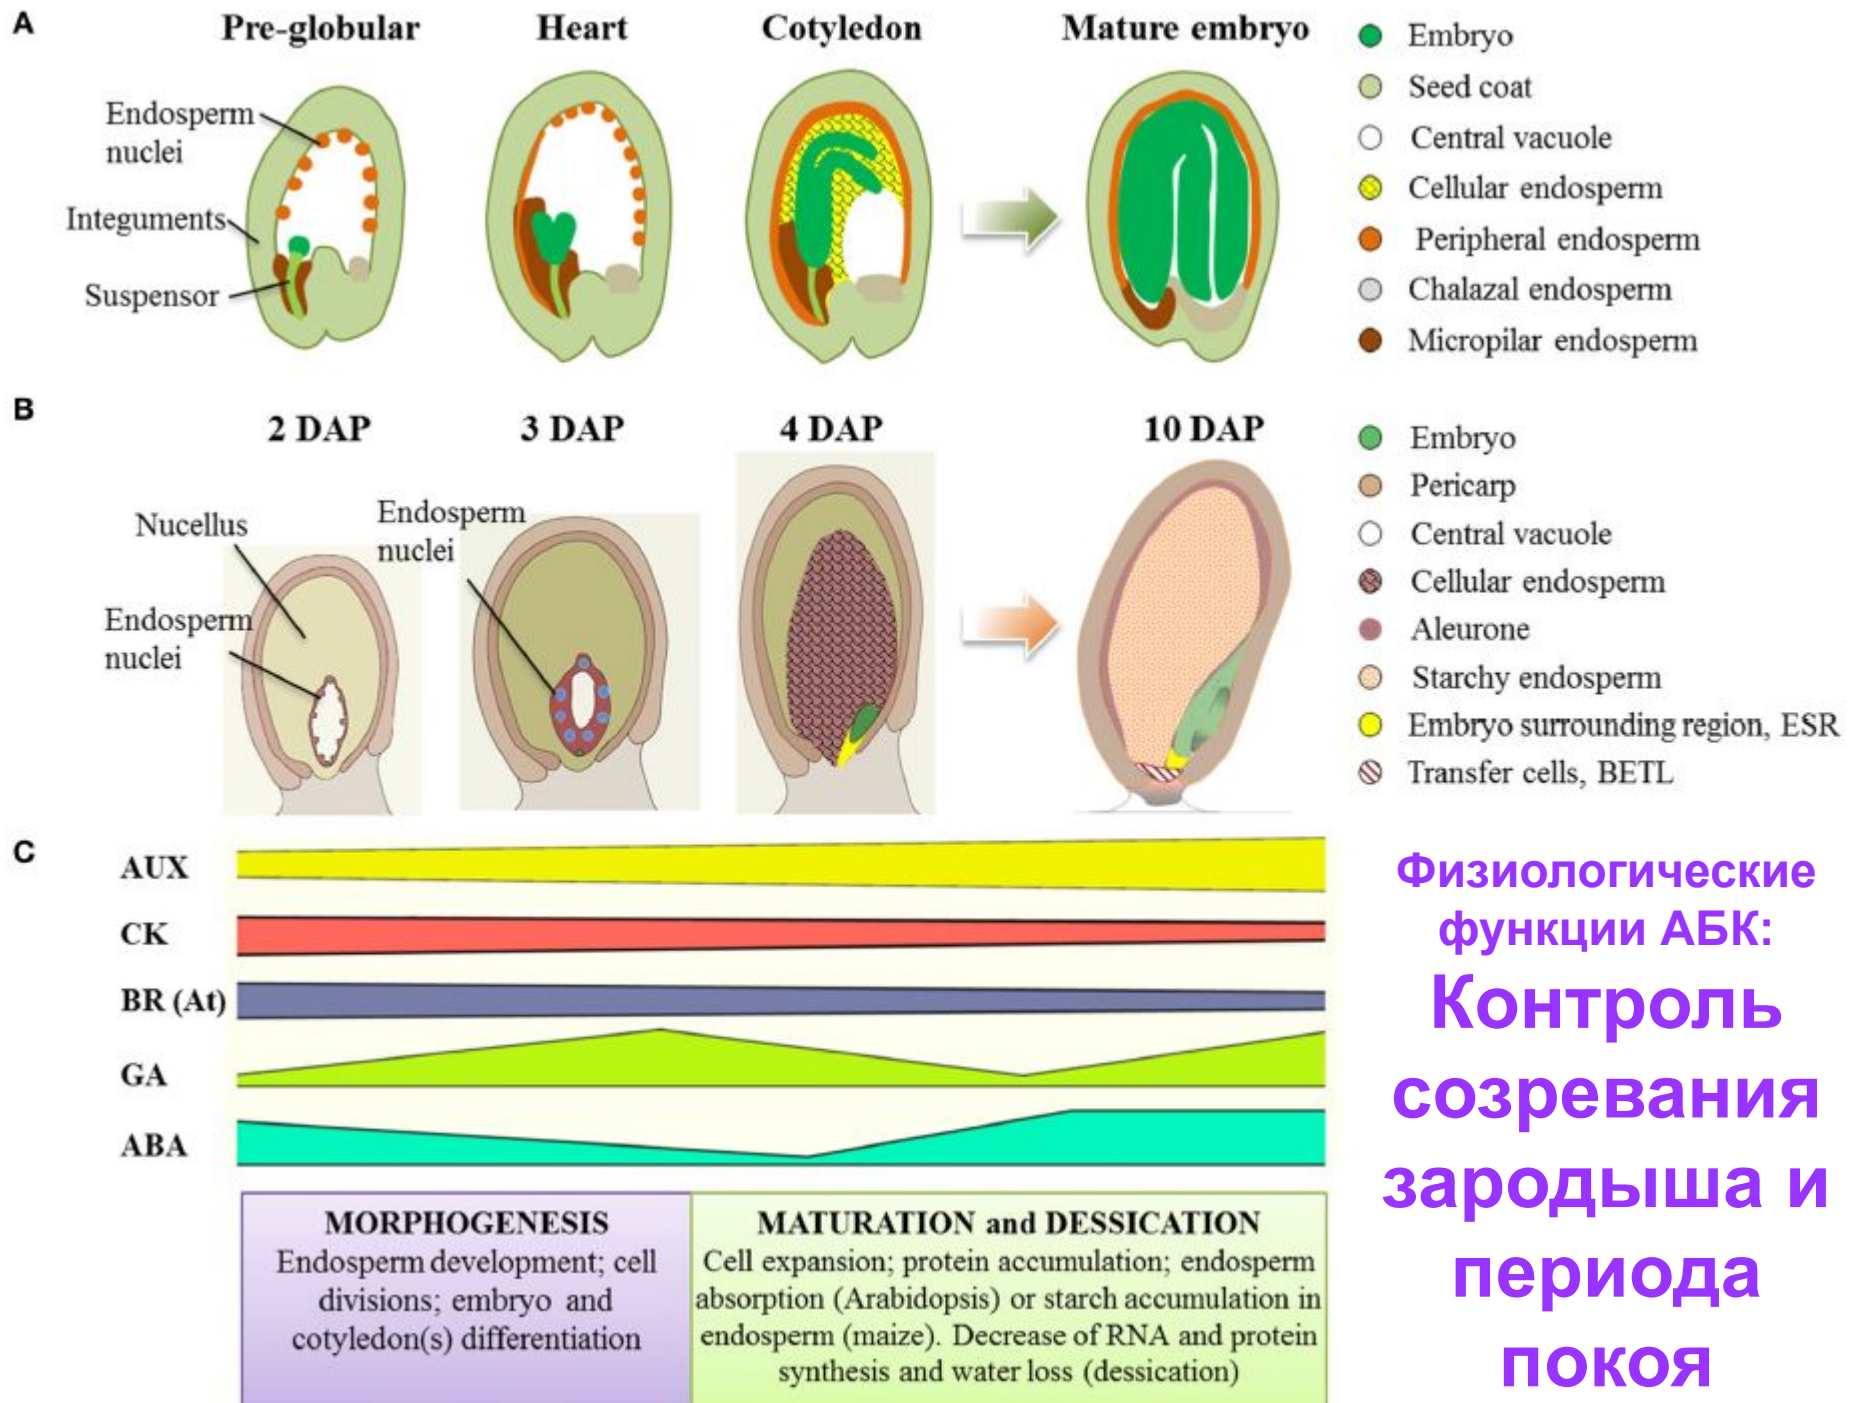 A
Pre-globular
Heart
Cotyledon
Mature embryo
Endosperm
nuclei
Integuments
Suspensor
Embryo
Seed coat
Central vacuole
Cellular endosperm
Peripheral endosperm
Chalazal endosperm
Micropilar endosperm
B
2 DAP
3 DAP
4 DAP
10 DAP
Nucellus
Endosperm
nuclei
Endosperm
nuclei
Embryo
Pericarp
Central vacuole
Cellular endosperm
Aleurone
Starchy endosperm
Embryo surrounding region, ESR
Transfer cells, BETL
C
AUX
CK
BR (At)
GA
ABA
MORPHOGENESIS
Endosperm development; cell
divisions; embryo and
cotyledon(s) differentiation
MATURATION and DESSICATION
Cell expansion; protein accumulation; endosperm
absorption (Arabidopsis) or starch accumulation in
endosperm (maize). Decrease of RNA and protein
synthesis and water loss (dessication)
Физиологические
функции АБК:
Контроль
созревания
зародыша и
периода
покоя